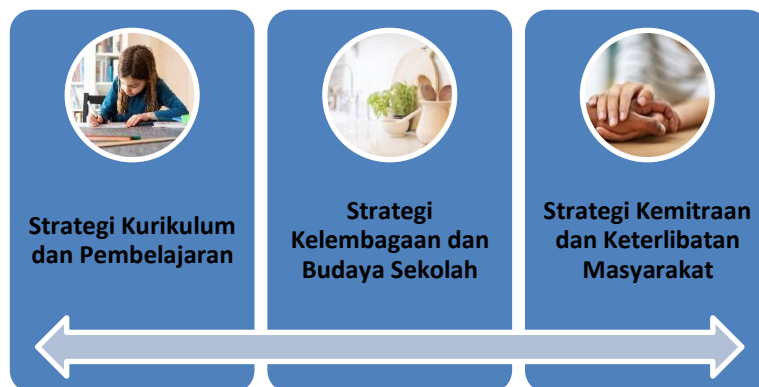 Strategi Kurikulum
dan Pembelajaran
Strategi
Kelembagaan dan
Budaya Sekolah
Strategi Kemitraan
dan Keterlibatan
Masyarakat